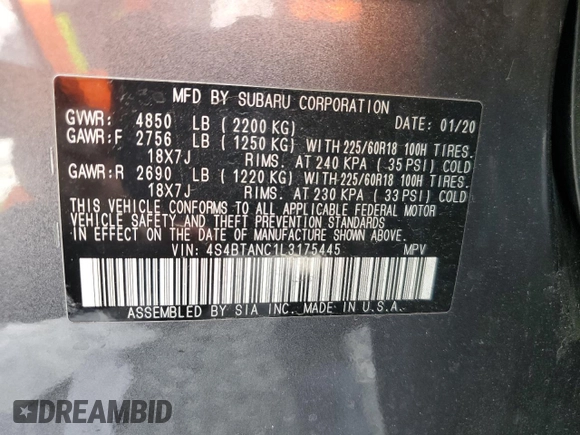 MFD BY SUBARU CORPORATION
GVWR: 4850 LB (2200 KG) DATE: 01/20
GAWR:F 2756 LB (1250 KG) WITH 225/60R18 100H TIRES.
18X7J RIMS. AT 240 KPA (35 PSI) COLD
GAWR:R 2690 LB (1220 KG) WITH 225/60R18 100H TIRES.
18X7J RIMS. AT 230 KPA (33 PSI) COLD
THIS VEHICLE CONFORMS TO ALL APPLICABLE FEDERAL MOTOR
VEHICLE SAFETY AND THEFT PREVENTION STANDARDS
IN EFFECT ON THE DATE OF MANUFACTURE SHOWN ABOVE.
VIN: 4S4BTANC1L3175445 MPV
ASSEMBLED BY SIA INC. MADE IN U.S.A.
DREAMBID